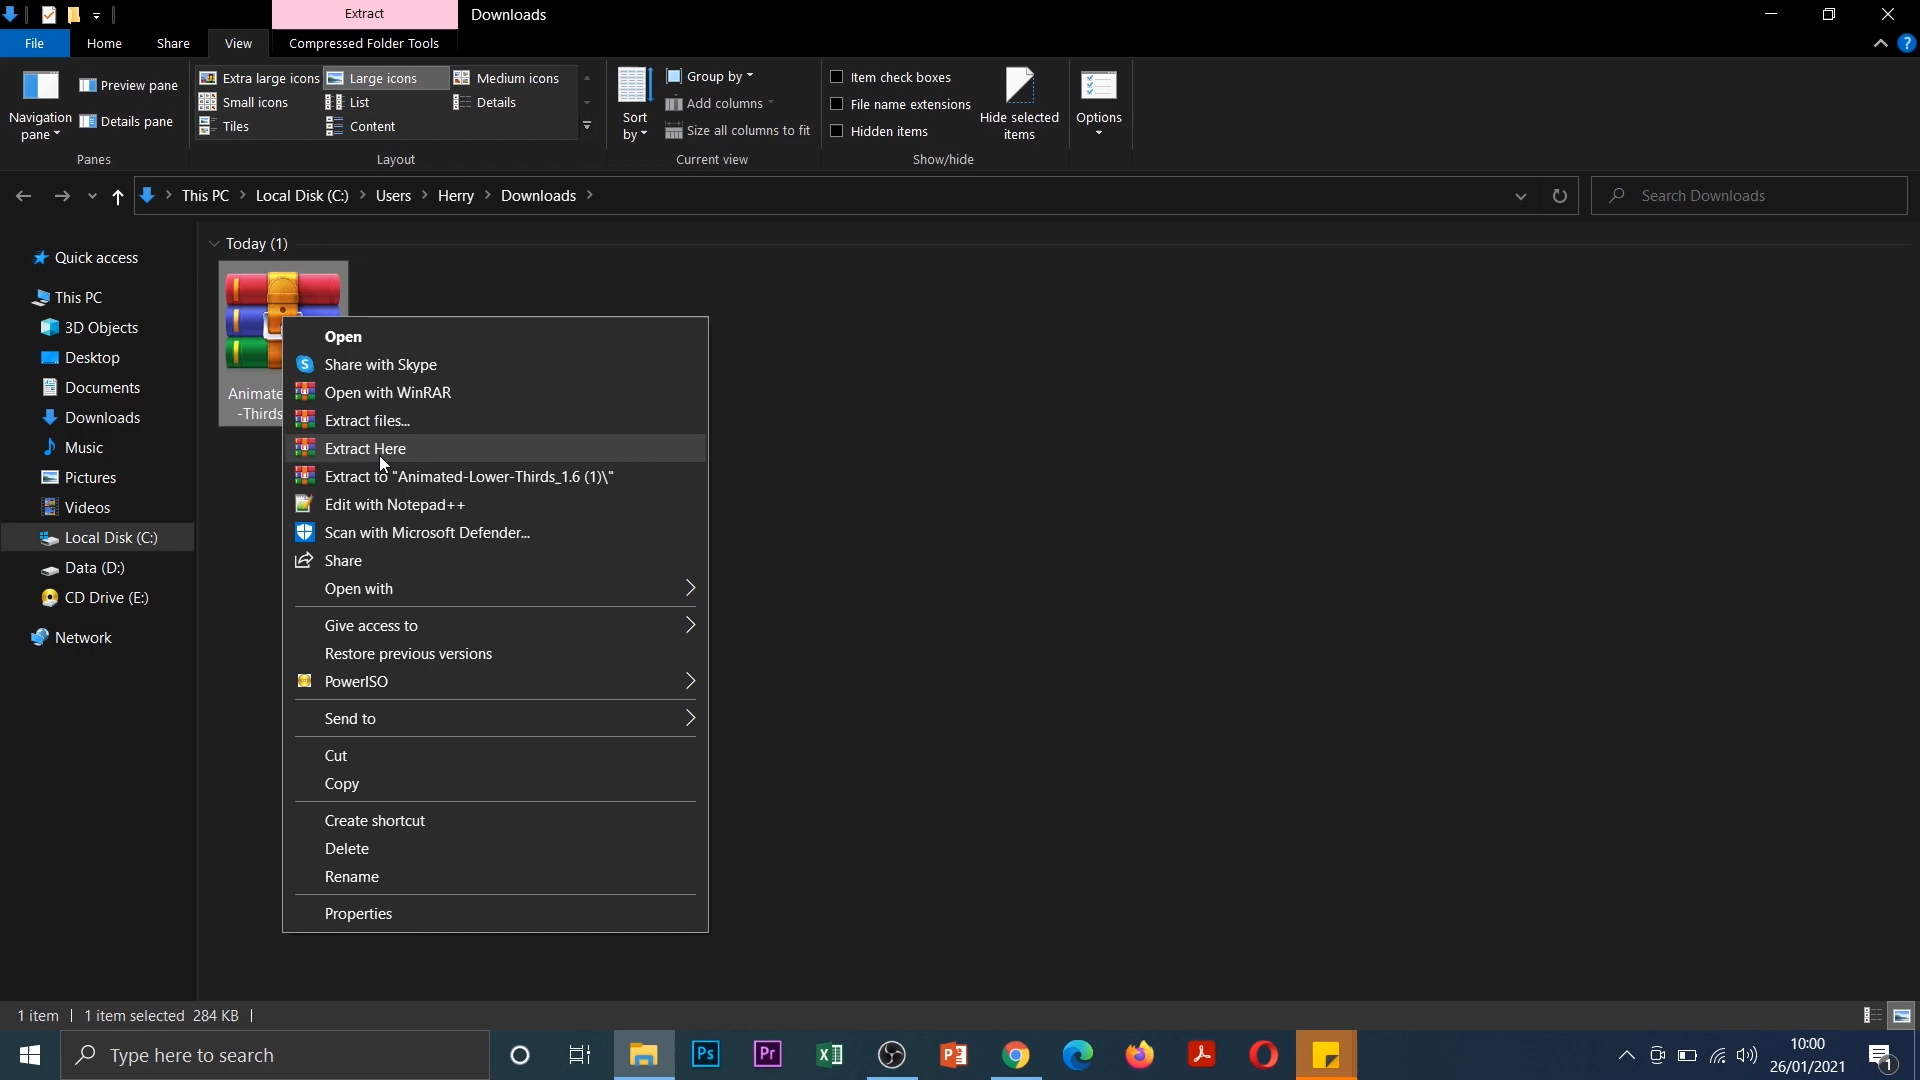 Extract
Downloads
File
Home
Share
View
Compressed Folder Tools
Navigation
pane
Preview pane
Details pane
Panes
Extra large icons
Large icons
Medium icons
Small icons
List
Details
Tiles
Content
Layout
Sort
by
Group by
Add columns
Size all columns to fit
Current view
Item check boxes
File name extensions
Hidden items
Hide selected
items
Show/hide
Options
This PC
Local Disk (C:)
Users
Herry
Downloads
Search Downloads
Quick access
This PC
3D Objects
Desktop
Documents
Downloads
Music
Pictures
Videos
Local Disk (C:)
Data (D:)
CD Drive (E:)
Network
Today (1)
Animate
-Thirds
Open
Share with Skype
Open with WinRAR
Extract files...
Extract Here
Extract to "Animated-Lower-Thirds_1.6 (1)\"
Edit with Notepad++
Scan with Microsoft Defender...
Share
Open with
Give access to
Restore previous versions
PowerISO
Send to
Cut
Copy
Create shortcut
Delete
Rename
Properties
1 item
1 item selected 284 KB
Type here to search
Ps
Pr
10:00
26/01/2021
1